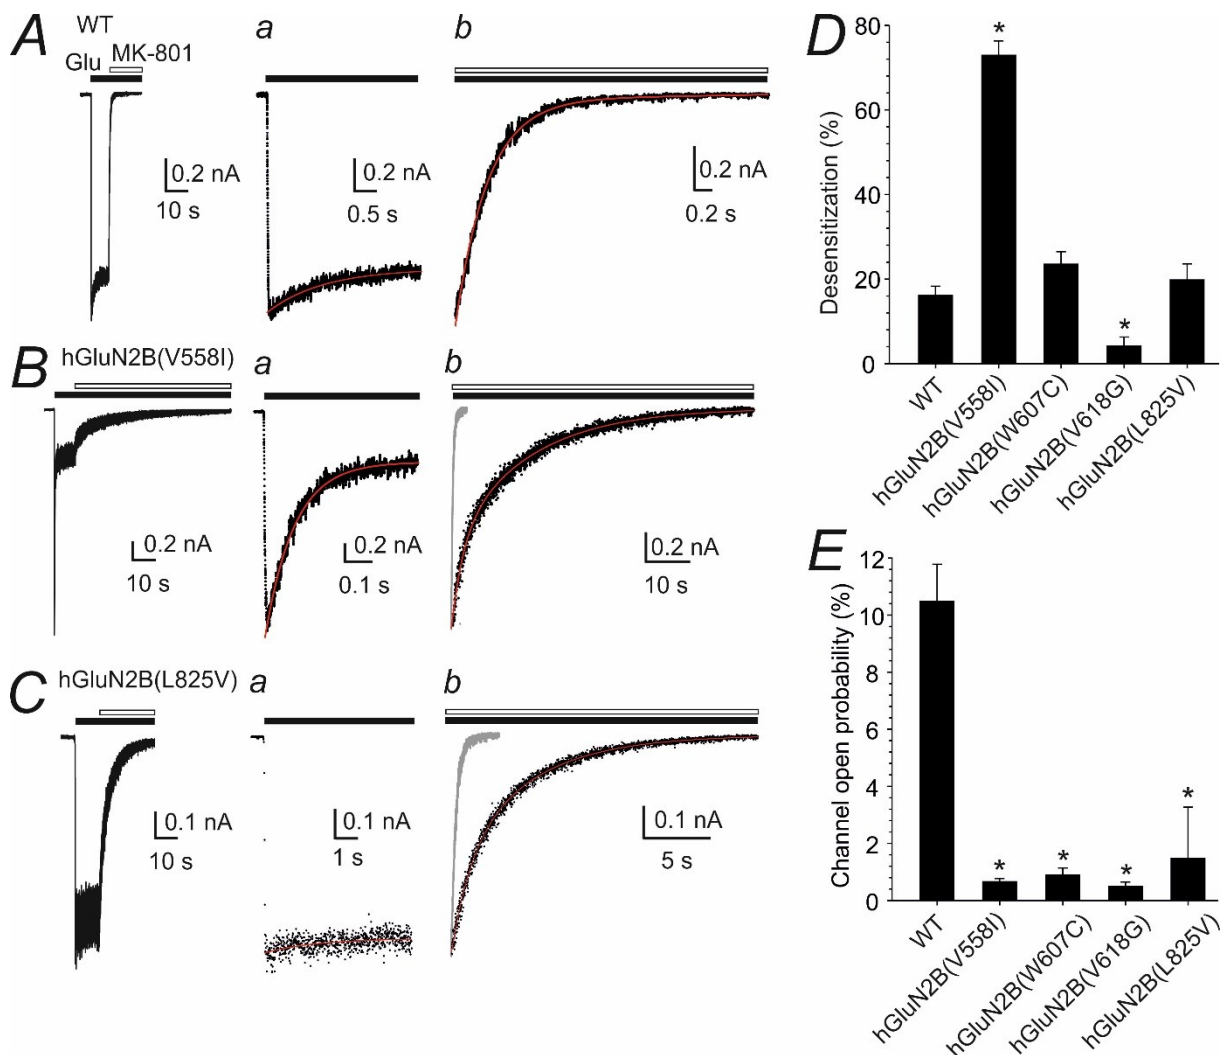 A
WT
Glu
MK-801
0.2 nA
10 s
a
0.5 s
0.2 nA
b
0.2 nA
0.2 s
B
hGluN2B(V558I)
0.2 nA
10 s
a
0.2 nA
0.1 s
b
0.2 nA
10 s
C
hGluN2B(L825V)
0.1 nA
10 s
a
0.1 nA
1 s
b
0.1 nA
5 s
D
Desensitization (%)
80
60
40
20
0
*
*
WT
hGluN2B(V558I)
hGluN2B(W607C)
hGluN2B(V618G)
hGluN2B(L825V)
E
Channel open probability (%)
12
10
8
6
4
2
0
*
*
*
*
WT
hGluN2B(V558I)
hGluN2B(W607C)
hGluN2B(V618G)
hGluN2B(L825V)